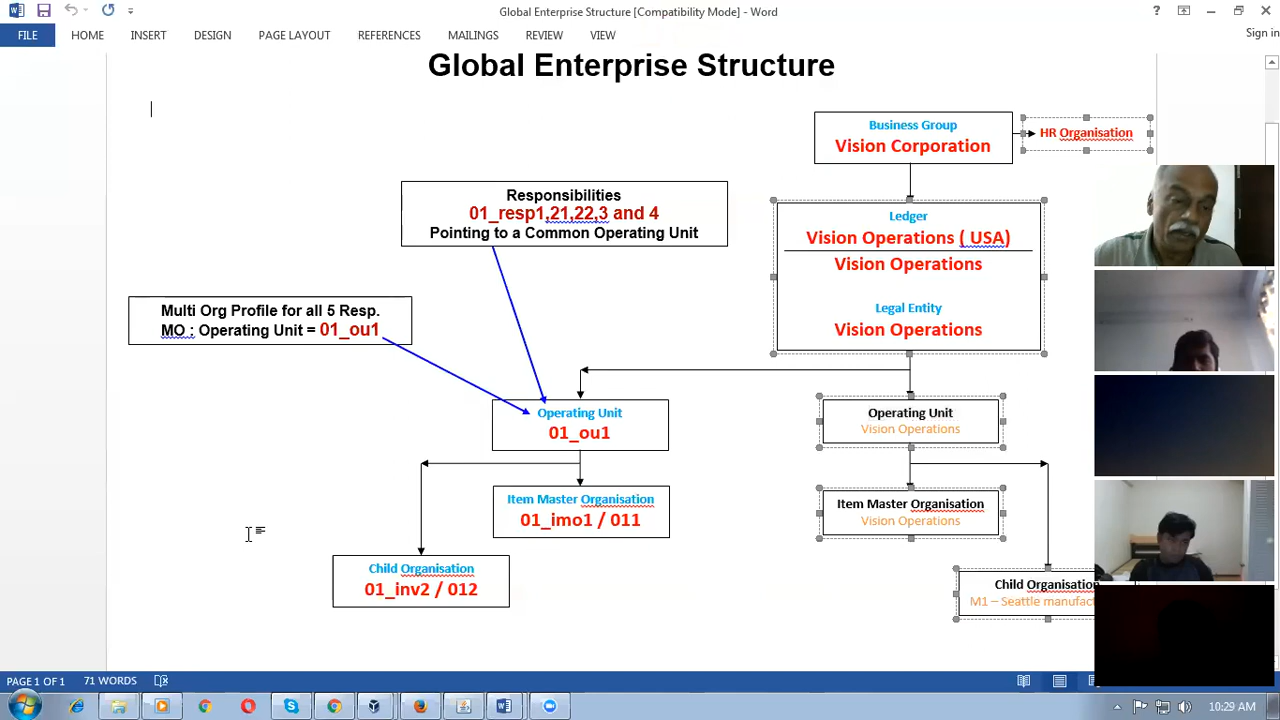 Global Enterprise Structure [Compatibility Mode] - Word
FILE HOME INSERT DESIGN PAGE LAYOUT REFERENCES MAILINGS REVIEW VIEW Sign in
Global Enterprise Structure
Business Group
Vision Corporation
HR Organisation
Responsibilities
01_resp1,21,22,3 and 4
Pointing to a Common Operating Unit
Ledger
Vision Operations ( USA)
Vision Operations
Legal Entity
Vision Operations
Multi Org Profile for all 5 Resp.
MO : Operating Unit = 01_ou1
Operating Unit
01_ou1
Operating Unit
Vision Operations
Item Master Organisation
01_imo1 / 011
Item Master Organisation
Vision Operations
Child Organisation
01_inv2 / 012
Child Organisation
M1 – Seattle manufact
PAGE 1 OF 1 71 WORDS
10:29 AM